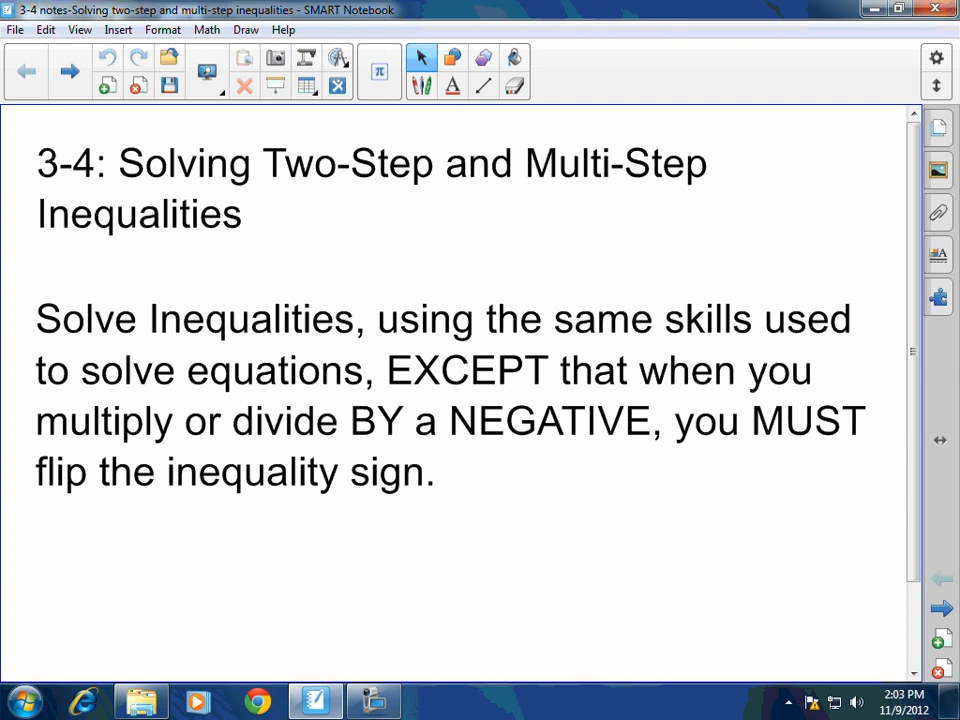 3-4 notes-Solving two-step and multi-step inequalities - SMART Notebook
File Edit View Insert Format Math Draw Help
π
A
3-4: Solving Two-Step and Multi-Step
Inequalities
Solve Inequalities, using the same skills used
to solve equations, EXCEPT that when you
multiply or divide BY a NEGATIVE, you MUST
flip the inequality sign.
2:03 PM
11/9/2012